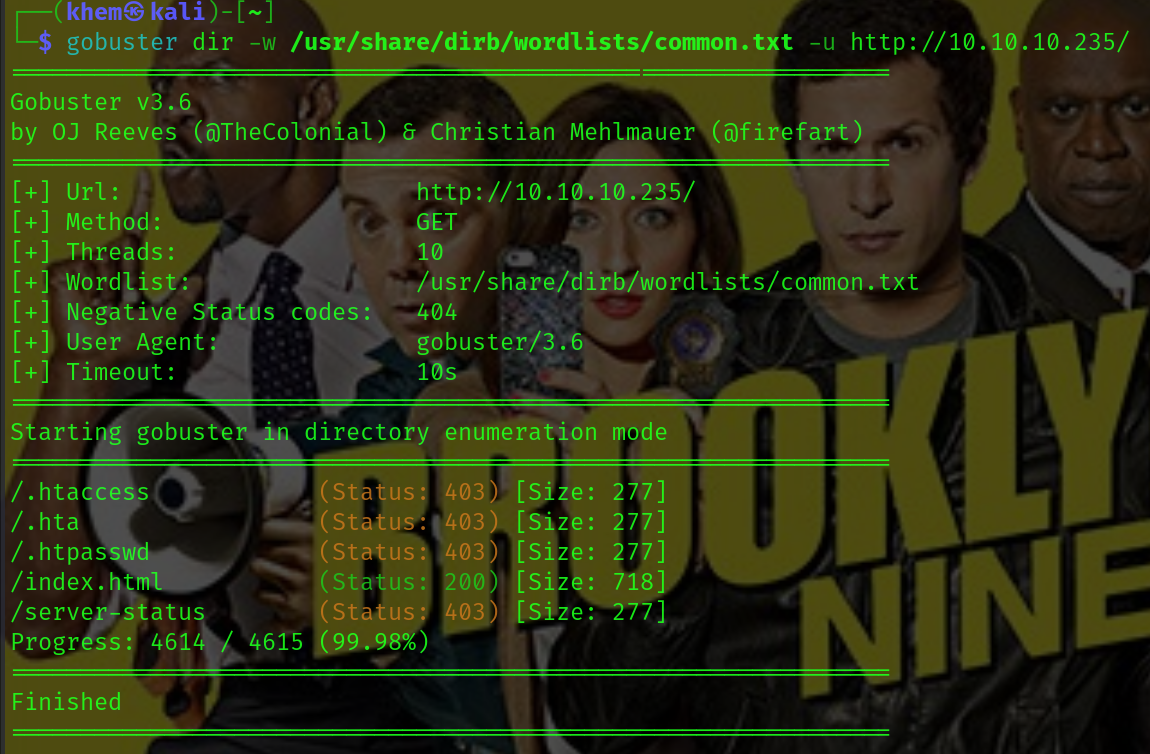 ┌──(khem㉿kali)-[~]
└─$ gobuster dir -w /usr/share/dirb/wordlists/common.txt -u http://10.10.10.235/
===============================================================
Gobuster v3.6
by OJ Reeves (@TheColonial) & Christian Mehlmauer (@firefart)
===============================================================
[+] Url:                     http://10.10.10.235/
[+] Method:                  GET
[+] Threads:                 10
[+] Wordlist:                /usr/share/dirb/wordlists/common.txt
[+] Negative Status codes:   404
[+] User Agent:              gobuster/3.6
[+] Timeout:                 10s
===============================================================
Starting gobuster in directory enumeration mode
===============================================================
/.htaccess            (Status: 403) [Size: 277]
/.hta                 (Status: 403) [Size: 277]
/.htpasswd            (Status: 403) [Size: 277]
/index.html           (Status: 200) [Size: 718]
/server-status        (Status: 403) [Size: 277]
Progress: 4614 / 4615 (99.98%)
===============================================================
Finished
===============================================================
BROOKLY
NINE